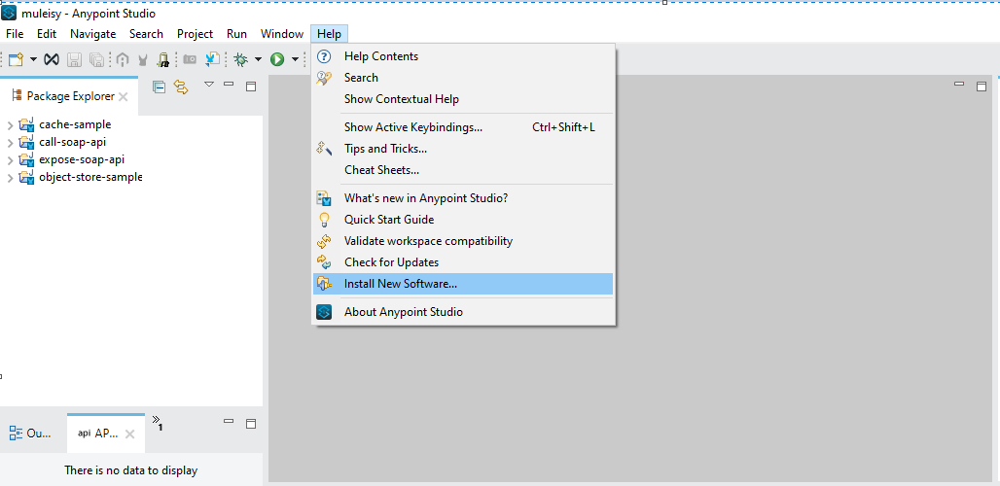 muleisy - Anypoint Studio
File Edit Navigate Search Project Run Window Help
Package Explorer
cache-sample
call-soap-api
expose-soap-api
object-store-sample
Help Contents
Search
Show Contextual Help
Show Active Keybindings... Ctrl+Shift+L
Tips and Tricks...
Cheat Sheets...
What's new in Anypoint Studio?
Quick Start Guide
Validate workspace compatibility
Check for Updates
Install New Software...
About Anypoint Studio
Ou... api AP... 1
There is no data to display